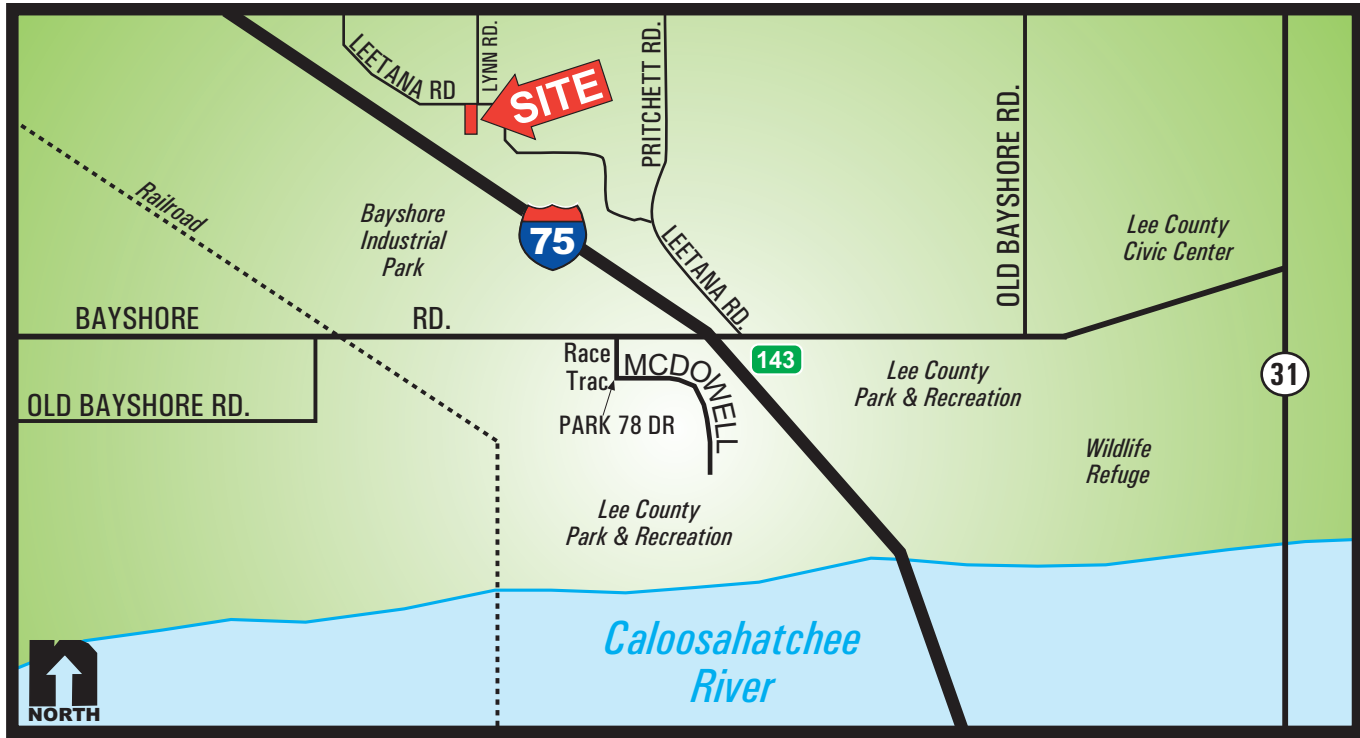 LEETANA RD
LYNN RD.
SITE
PRITCHETT RD.
OLD BAYSHORE RD.
Railroad
Bayshore
Industrial
Park
75
LEETANA RD.
Lee County
Civic Center
BAYSHORE RD.
Race
Trac
MCDOWELL
143
Lee County
Park & Recreation
31
OLD BAYSHORE RD.
PARK 78 DR
Wildlife
Refuge
Lee County
Park & Recreation
Caloosahatchee
River
NORTH